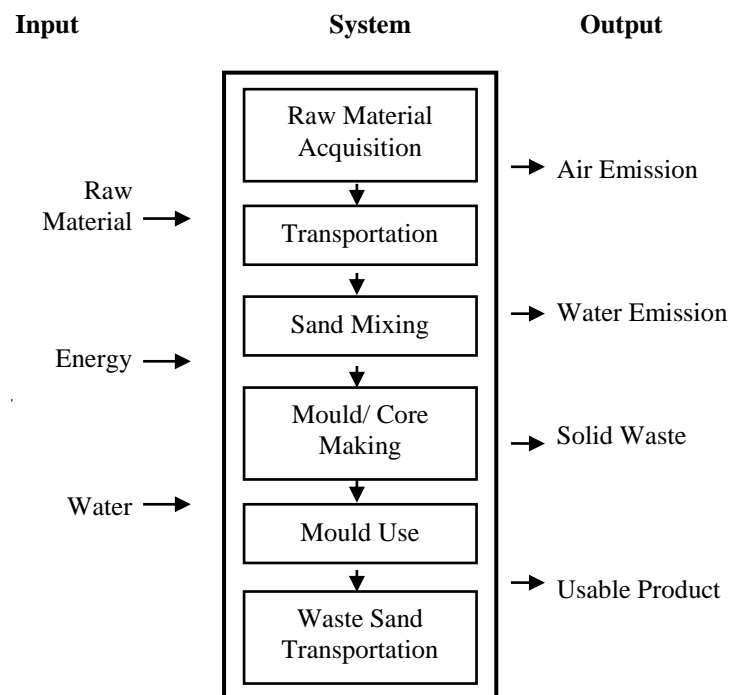 Input System Output
Raw Material
Acquisition
Air Emission
Raw
Material
Transportation
Sand Mixing
Water Emission
Energy
Mould/ Core
Making
Solid Waste
Water
Mould Use
Usable Product
Waste Sand
Transportation